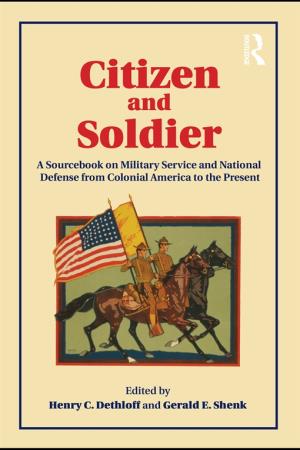 ROUTLEDGE
Citizen
and
Soldier
A Sourcebook on Military Service and National
Defense from Colonial America to the Present
Edited by
Henry C. Dethloff and Gerald E. Shenk